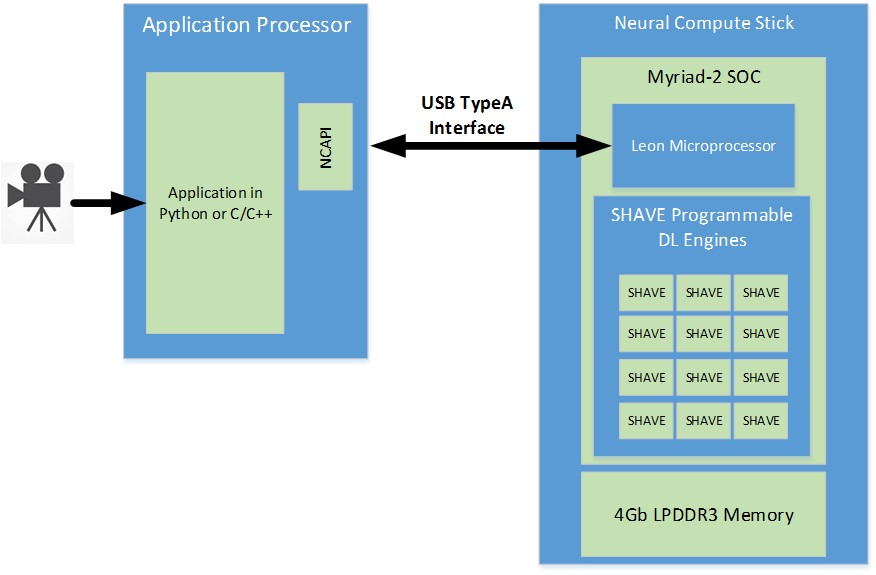 Application Processor
Application in
Python or C/C++
NCAPI
USB TypeA
Interface
Neural Compute Stick
Myriad-2 SOC
Leon Microprocessor
SHAVE Programmable
DL Engines
SHAVE SHAVE SHAVE
SHAVE SHAVE SHAVE
SHAVE SHAVE SHAVE
SHAVE SHAVE SHAVE
4Gb LPDDR3 Memory